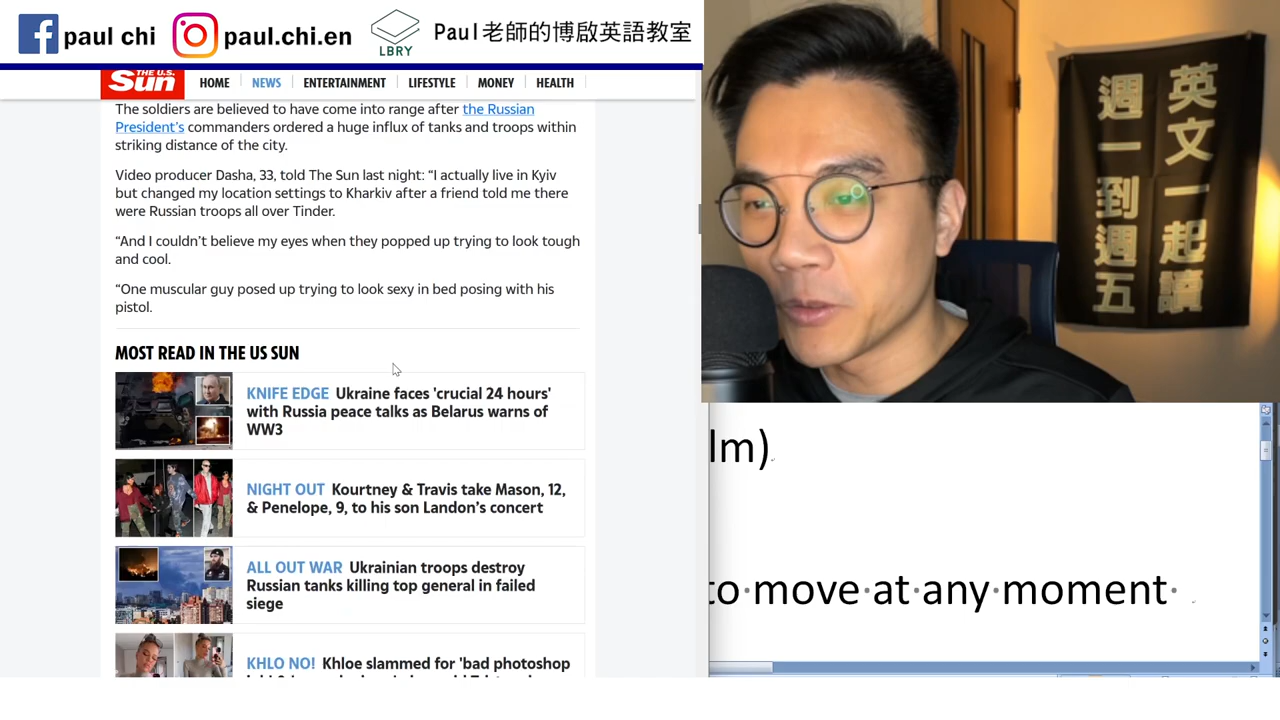 paul chi
paul.chi.en
LBRY
Paul老師的博啟英語教室
THE U.S.
Sun
HOME
NEWS
ENTERTAINMENT
LIFESTYLE
MONEY
HEALTH
The soldiers are believed to have come into range after the Russian
President’s commanders ordered a huge influx of tanks and troops within
striking distance of the city.
Video producer Dasha, 33, told The Sun last night: “I actually live in Kyiv
but changed my location settings to Kharkiv after a friend told me there
were Russian troops all over Tinder.
“And I couldn’t believe my eyes when they popped up trying to look tough
and cool.
“One muscular guy posed up trying to look sexy in bed posing with his
pistol.
MOST READ IN THE US SUN
KNIFE EDGE Ukraine faces 'crucial 24 hours'
with Russia peace talks as Belarus warns of
WW3
NIGHT OUT Kourtney & Travis take Mason, 12,
& Penelope, 9, to his son Landon’s concert
ALL OUT WAR Ukrainian troops destroy
Russian tanks killing top general in failed
siege
KHLO NO! Khloe slammed for 'bad photoshop
英文一起讀
週一到週五
lm)
to move at any moment